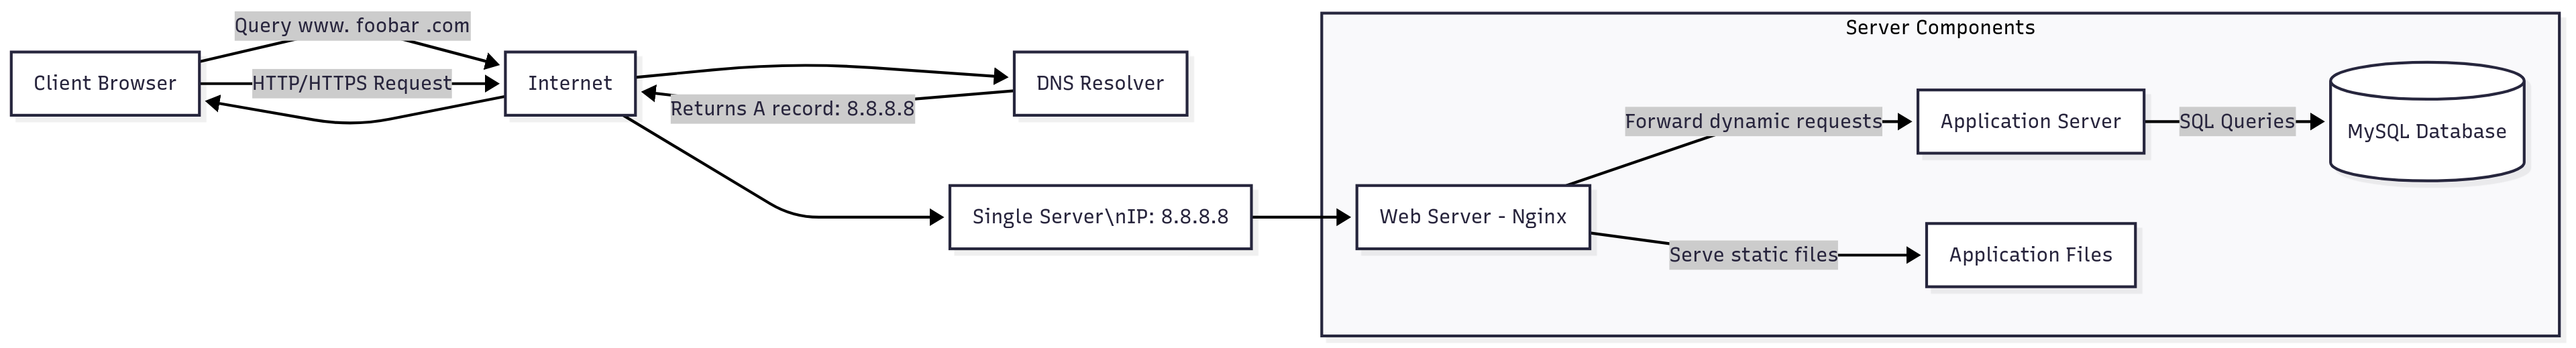 Query www. foobar .com
Server Components
Client Browser
HTTP/HTTPS Request
Internet
Returns A record: 8.8.8.8
DNS Resolver
Forward dynamic requests
Application Server
SQL Queries
MySQL Database
Single Server\nIP: 8.8.8.8
Web Server - Nginx
Serve static files
Application Files